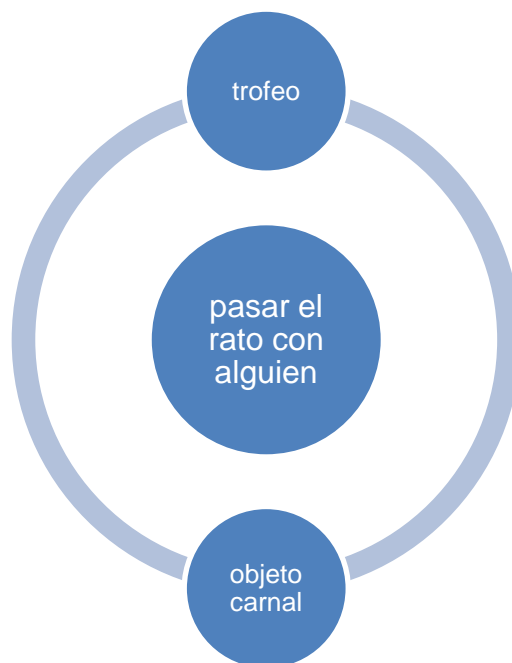 trofeo
pasar el
rato con
alguien
objeto
carnal